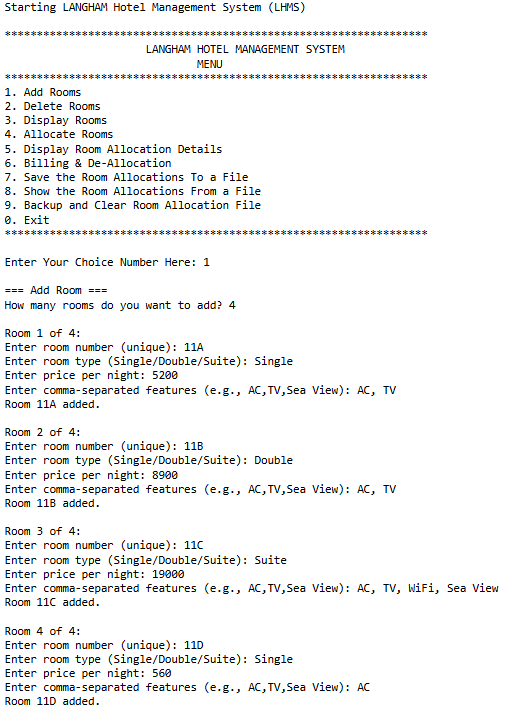 Starting LANGHAM Hotel Management System (LHMS)
******************************************************************
LANGHAM HOTEL MANAGEMENT SYSTEM
MENU
******************************************************************
1. Add Rooms
2. Delete Rooms
3. Display Rooms
4. Allocate Rooms
5. Display Room Allocation Details
6. Billing & De-Allocation
7. Save the Room Allocations To a File
8. Show the Room Allocations From a File
9. Backup and Clear Room Allocation File
0. Exit
******************************************************************
Enter Your Choice Number Here: 1
=== Add Room ===
How many rooms do you want to add? 4
Room 1 of 4:
Enter room number (unique): 11A
Enter room type (Single/Double/Suite): Single
Enter price per night: 5200
Enter comma-separated features (e.g., AC,TV,Sea View): AC, TV
Room 11A added.
Room 2 of 4:
Enter room number (unique): 11B
Enter room type (Single/Double/Suite): Double
Enter price per night: 8900
Enter comma-separated features (e.g., AC,TV,Sea View): AC, TV
Room 11B added.
Room 3 of 4:
Enter room number (unique): 11C
Enter room type (Single/Double/Suite): Suite
Enter price per night: 19000
Enter comma-separated features (e.g., AC,TV,Sea View): AC, TV, WiFi, Sea View
Room 11C added.
Room 4 of 4:
Enter room number (unique): 11D
Enter room type (Single/Double/Suite): Single
Enter price per night: 560
Enter comma-separated features (e.g., AC,TV,Sea View): AC
Room 11D added.